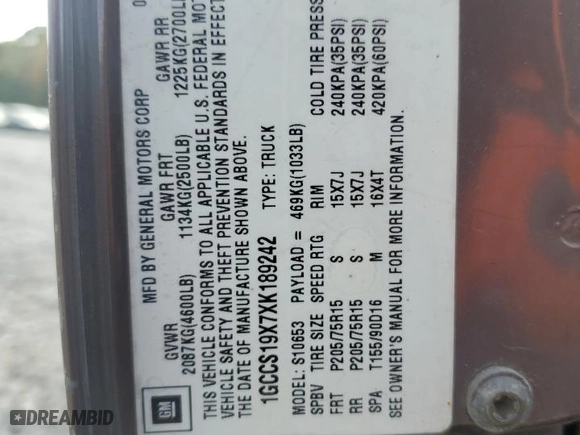 GM
MFD BY GENERAL MOTORS CORP
GVWR GAWR FRT GAWR RR
2087KG(4600LB) 1134KG(2500LB) 1225KG(2700LB
THIS VEHICLE CONFORMS TO ALL APPLICABLE U.S. FEDERAL MOT
VEHICLE SAFETY AND THEFT PREVENTION STANDARDS IN EFFECT
THE DATE OF MANUFACTURE SHOWN ABOVE.
1GCCS19X7XK189242 TYPE: TRUCK
MODEL: S10653 PAYLOAD = 469KG(1033LB)
SPBV TIRE SIZE SPEED RTG RIM COLD TIRE PRESS
FRT P205/75R15 S 15X7J 240KPA(35PSI)
RR P205/75R15 S 15X7J 240KPA(35PSI)
SPA T155/90D16 M 16X4T 420KPA(60PSI)
SEE OWNER'S MANUAL FOR MORE INFORMATION.
DREAMBID